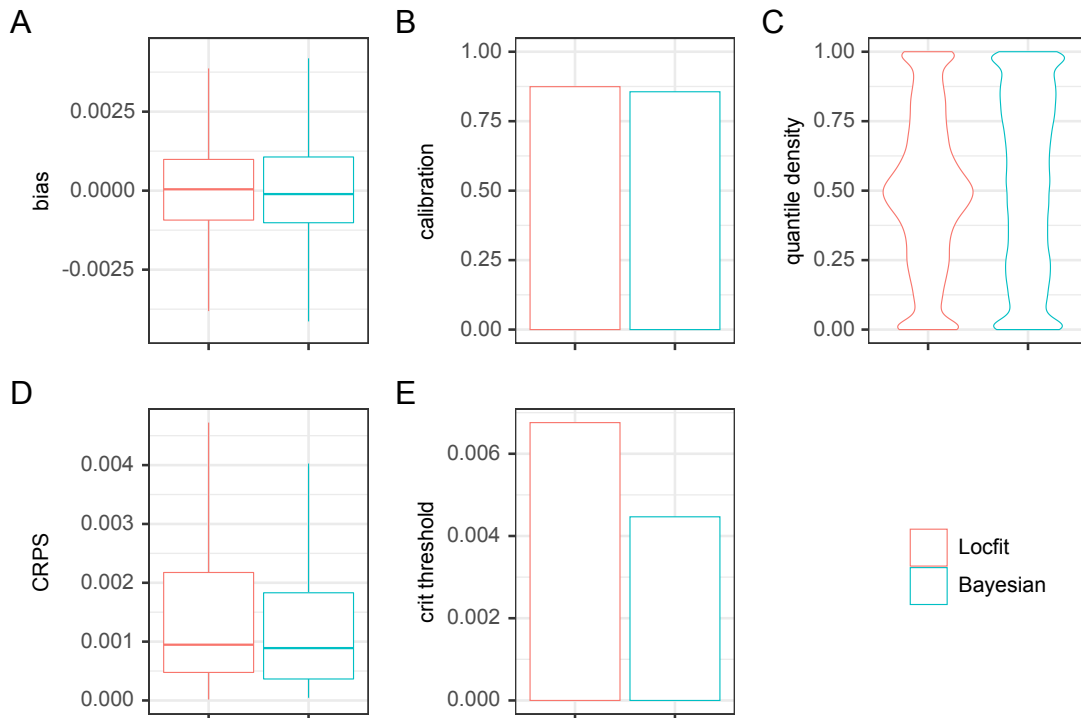 A
bias
0.0025
0.0000
-0.0025
B
calibration
1.00
0.75
0.50
0.25
0.00
C
quantile density
1.00
0.75
0.50
0.25
0.00
D
CRPS
0.004
0.003
0.002
0.001
0.000
E
crit threshold
0.006
0.004
0.002
0.000
Locfit
Bayesian